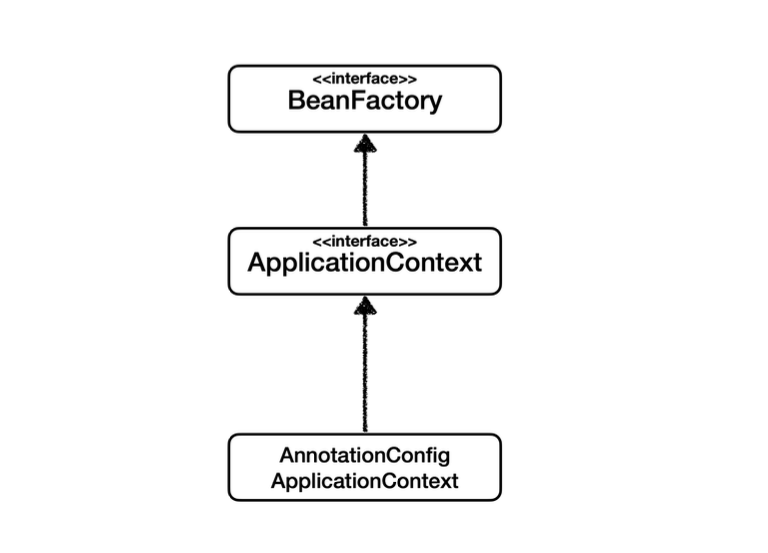 <<interface>>
BeanFactory
<<interface>>
ApplicationContext
AnnotationConfig
ApplicationContext